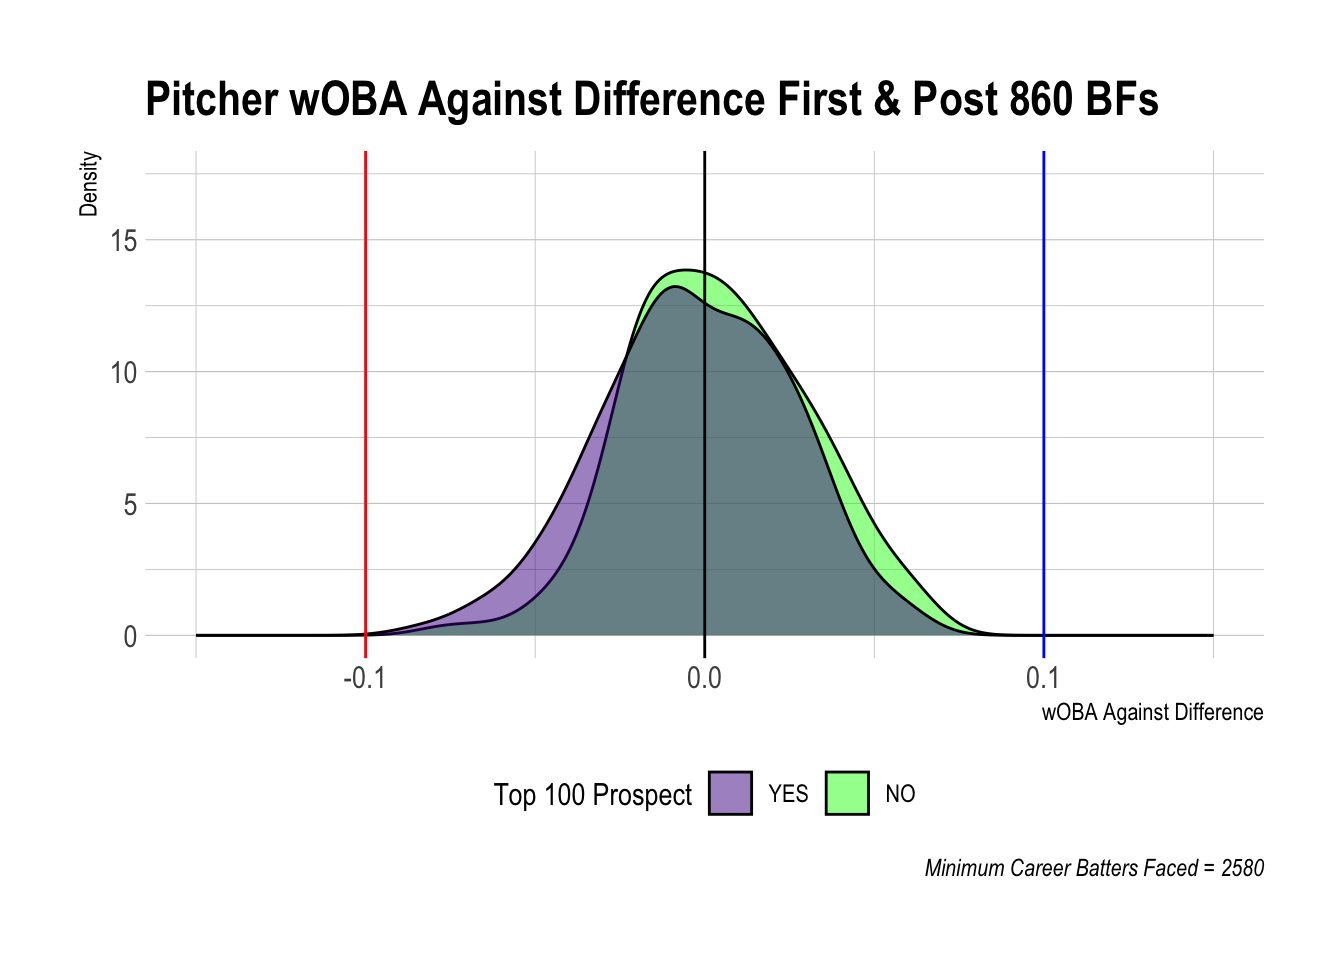 Pitcher wOBA Against Difference First & Post 860 BFs
Density
15
10
5
0
-0.1 0.0 0.1
wOBA Against Difference
Top 100 Prospect YES NO
Minimum Career Batters Faced = 2580